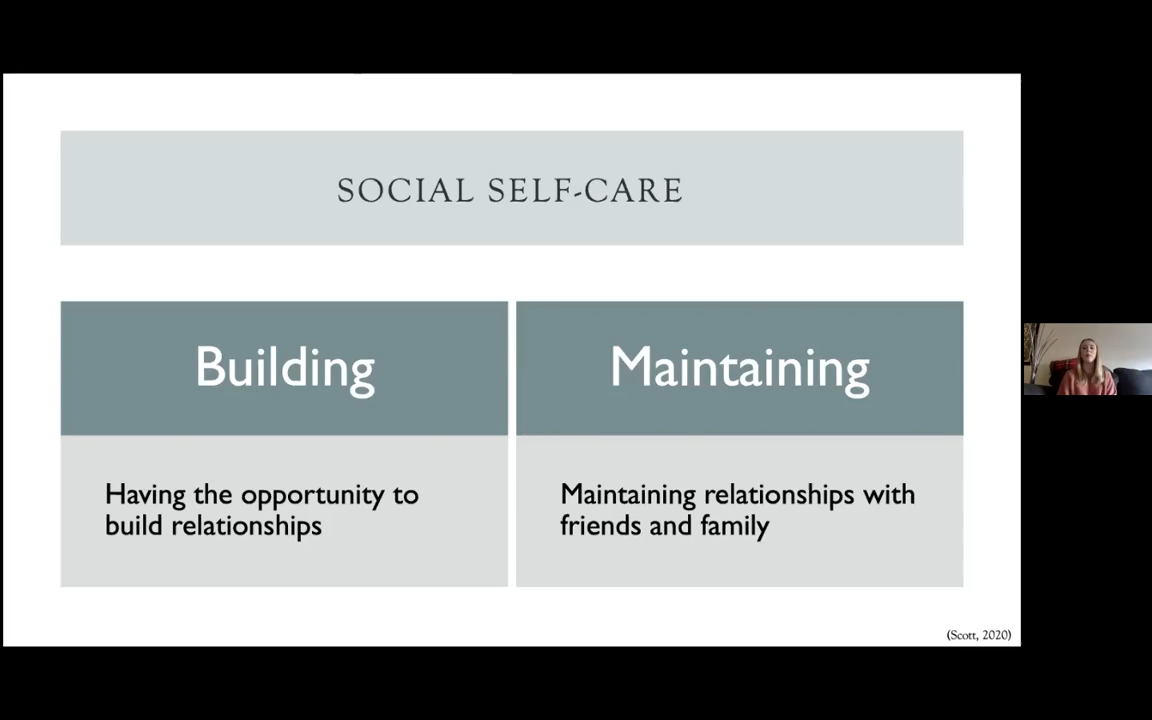 SOCIAL SELF-CARE
Building
Having the opportunity to
build relationships
Maintaining
Maintaining relationships with
friends and family
(Scott, 2020)